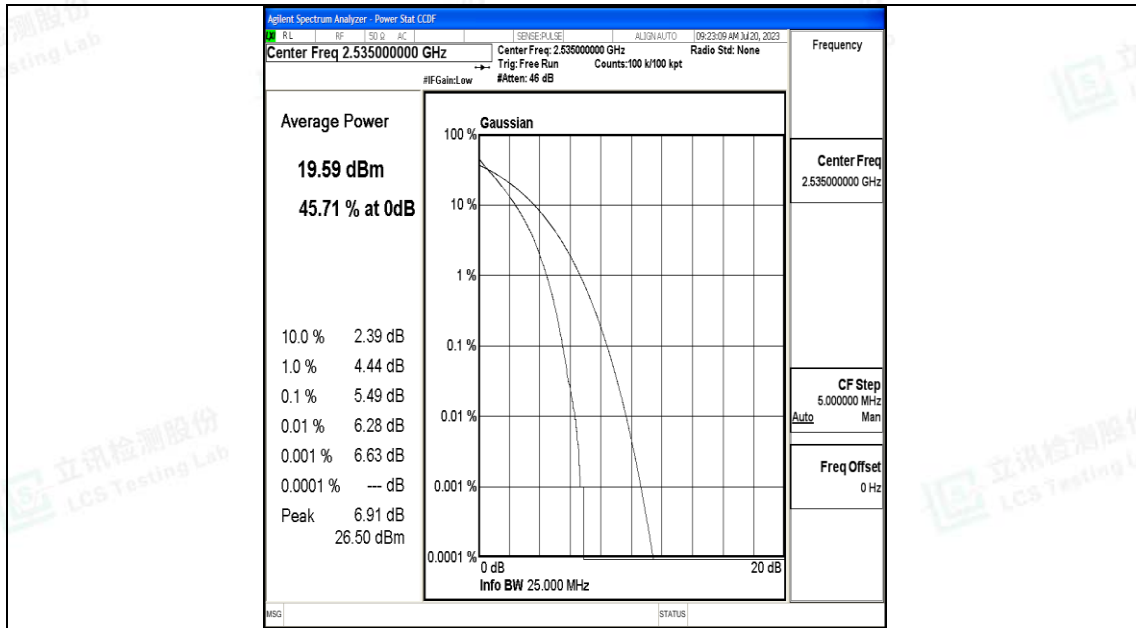 Agilent Spectrum Analyzer - Power Stat CCDF
RL RF 50 Ω AC SENSE:PULSE ALIGN AUTO 09:23:09 AM Jul 20, 2023
Center Freq 2.535000000 GHz
Center Freq: 2.535000000 GHz Radio Std: None
Trig: Free Run Counts:100 k/100 kpt
#IFGain:Low #Atten: 46 dB
Frequency
Average Power
19.59 dBm
45.71 % at 0dB
10.0 % 2.39 dB
1.0 % 4.44 dB
0.1 % 5.49 dB
0.01 % 6.28 dB
0.001 % 6.63 dB
0.0001 % --- dB
Peak 6.91 dB
26.50 dBm
Gaussian
100 %
10 %
1 %
0.1 %
0.01 %
0.001 %
0.0001 %
0 dB 20 dB
Info BW 25.000 MHz
Center Freq
2.535000000 GHz
CF Step
5.000000 MHz
Auto Man
Freq Offset
0 Hz
MSG STATUS
立讯检测股份
LCS Testing Lab